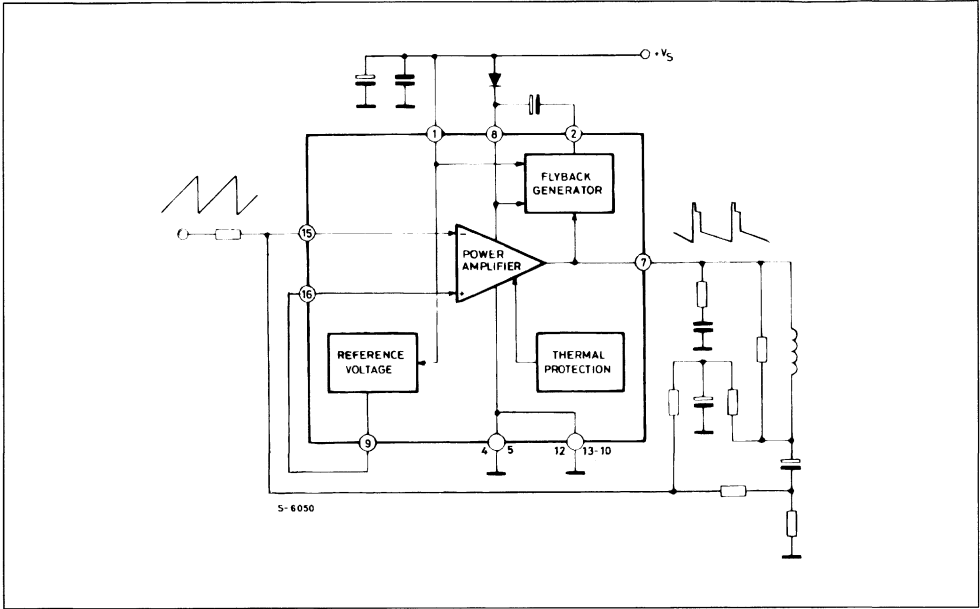 +VS
1
8
2
FLYBACK
GENERATOR
15
−
POWER
AMPLIFIER
7
16
+
REFERENCE
VOLTAGE
THERMAL
PROTECTION
9
4
5
12
13-10
S-6050